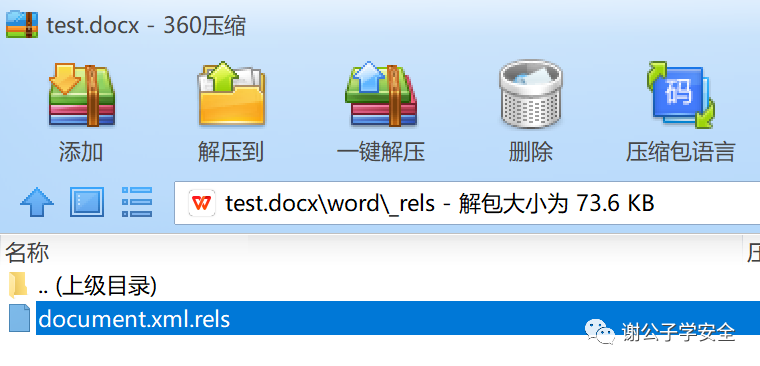 test.docx - 360压缩
添加
解压到
一键解压
删除
码
压缩包语言
test.docx\word\_rels - 解包大小为 73.6 KB
名称
.. (上级目录)
document.xml.rels
谢公子学安全